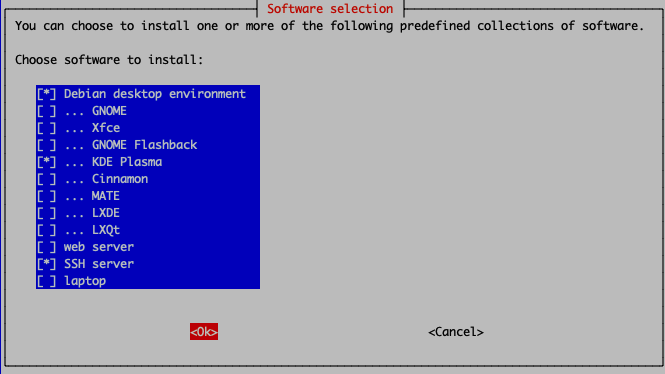 Software selection
You can choose to install one or more of the following predefined collections of software.
Choose software to install:
[*] Debian desktop environment
[ ] ... GNOME
[ ] ... Xfce
[ ] ... GNOME Flashback
[*] ... KDE Plasma
[ ] ... Cinnamon
[ ] ... MATE
[ ] ... LXDE
[ ] ... LXQt
[ ] web server
[*] SSH server
[ ] laptop
<Ok> <Cancel>